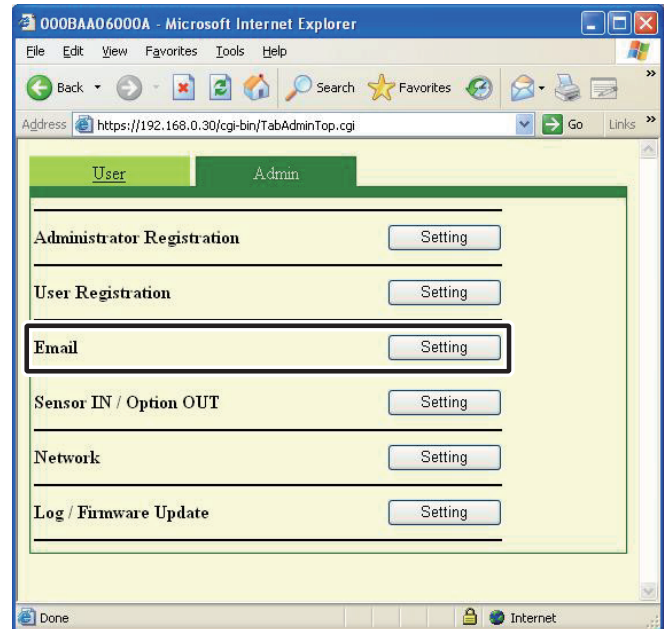 000BAA06000A - Microsoft Internet Explorer
File Edit View Favorites Tools Help
Back Search Favorites »
Address https://192.168.0.30/cgi-bin/TabAdminTop.cgi Go Links »
User Admin
Administrator Registration Setting
User Registration Setting
Email Setting
Sensor IN / Option OUT Setting
Network Setting
Log / Firmware Update Setting
Done Internet